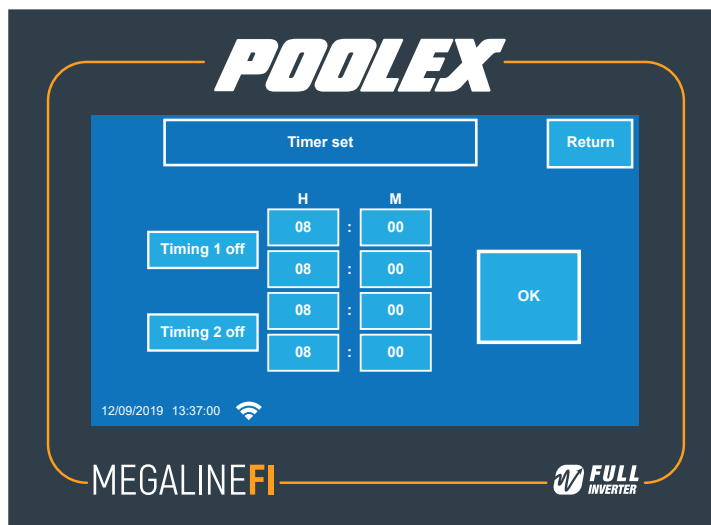 POOLEX
Timer set
Return
H M
08 : 00
Timing 1 off
08 : 00
08 : 00
Timing 2 off
08 : 00
OK
12/09/2019 13:37:00
MEGALINEFI
FULL
INVERTER